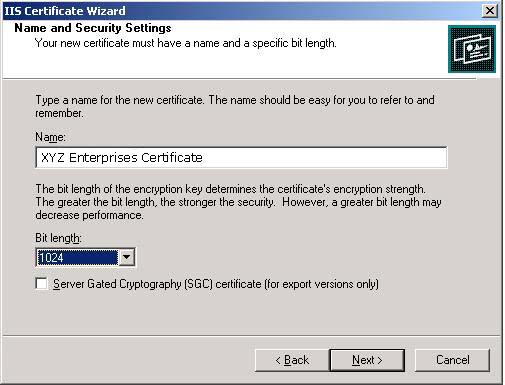 IIS Certificate Wizard
Name and Security Settings
Your new certificate must have a name and a specific bit length.
Type a name for the new certificate. The name should be easy for you to refer to and
remember.
Name:
XYZ Enterprises Certificate
The bit length of the encryption key determines the certificate's encryption strength.
The greater the bit length, the stronger the security.  However, a greater bit length may
decrease performance.
Bit length:
1024
Server Gated Cryptography (SGC) certificate (for export versions only)
< Back
Next >
Cancel